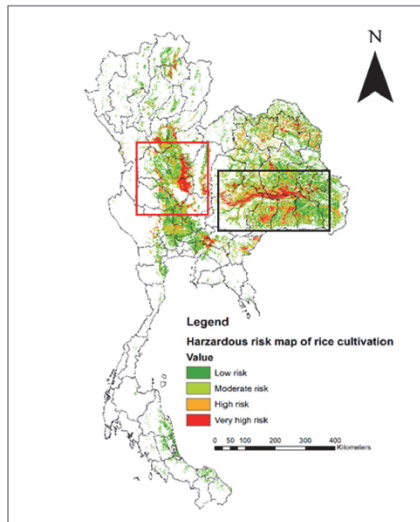 N
Legend
Harzardous risk map of rice cultivation
Value
Low risk
Moderate risk
High risk
Very high risk
0 50 100 200 300 400
Kilometers